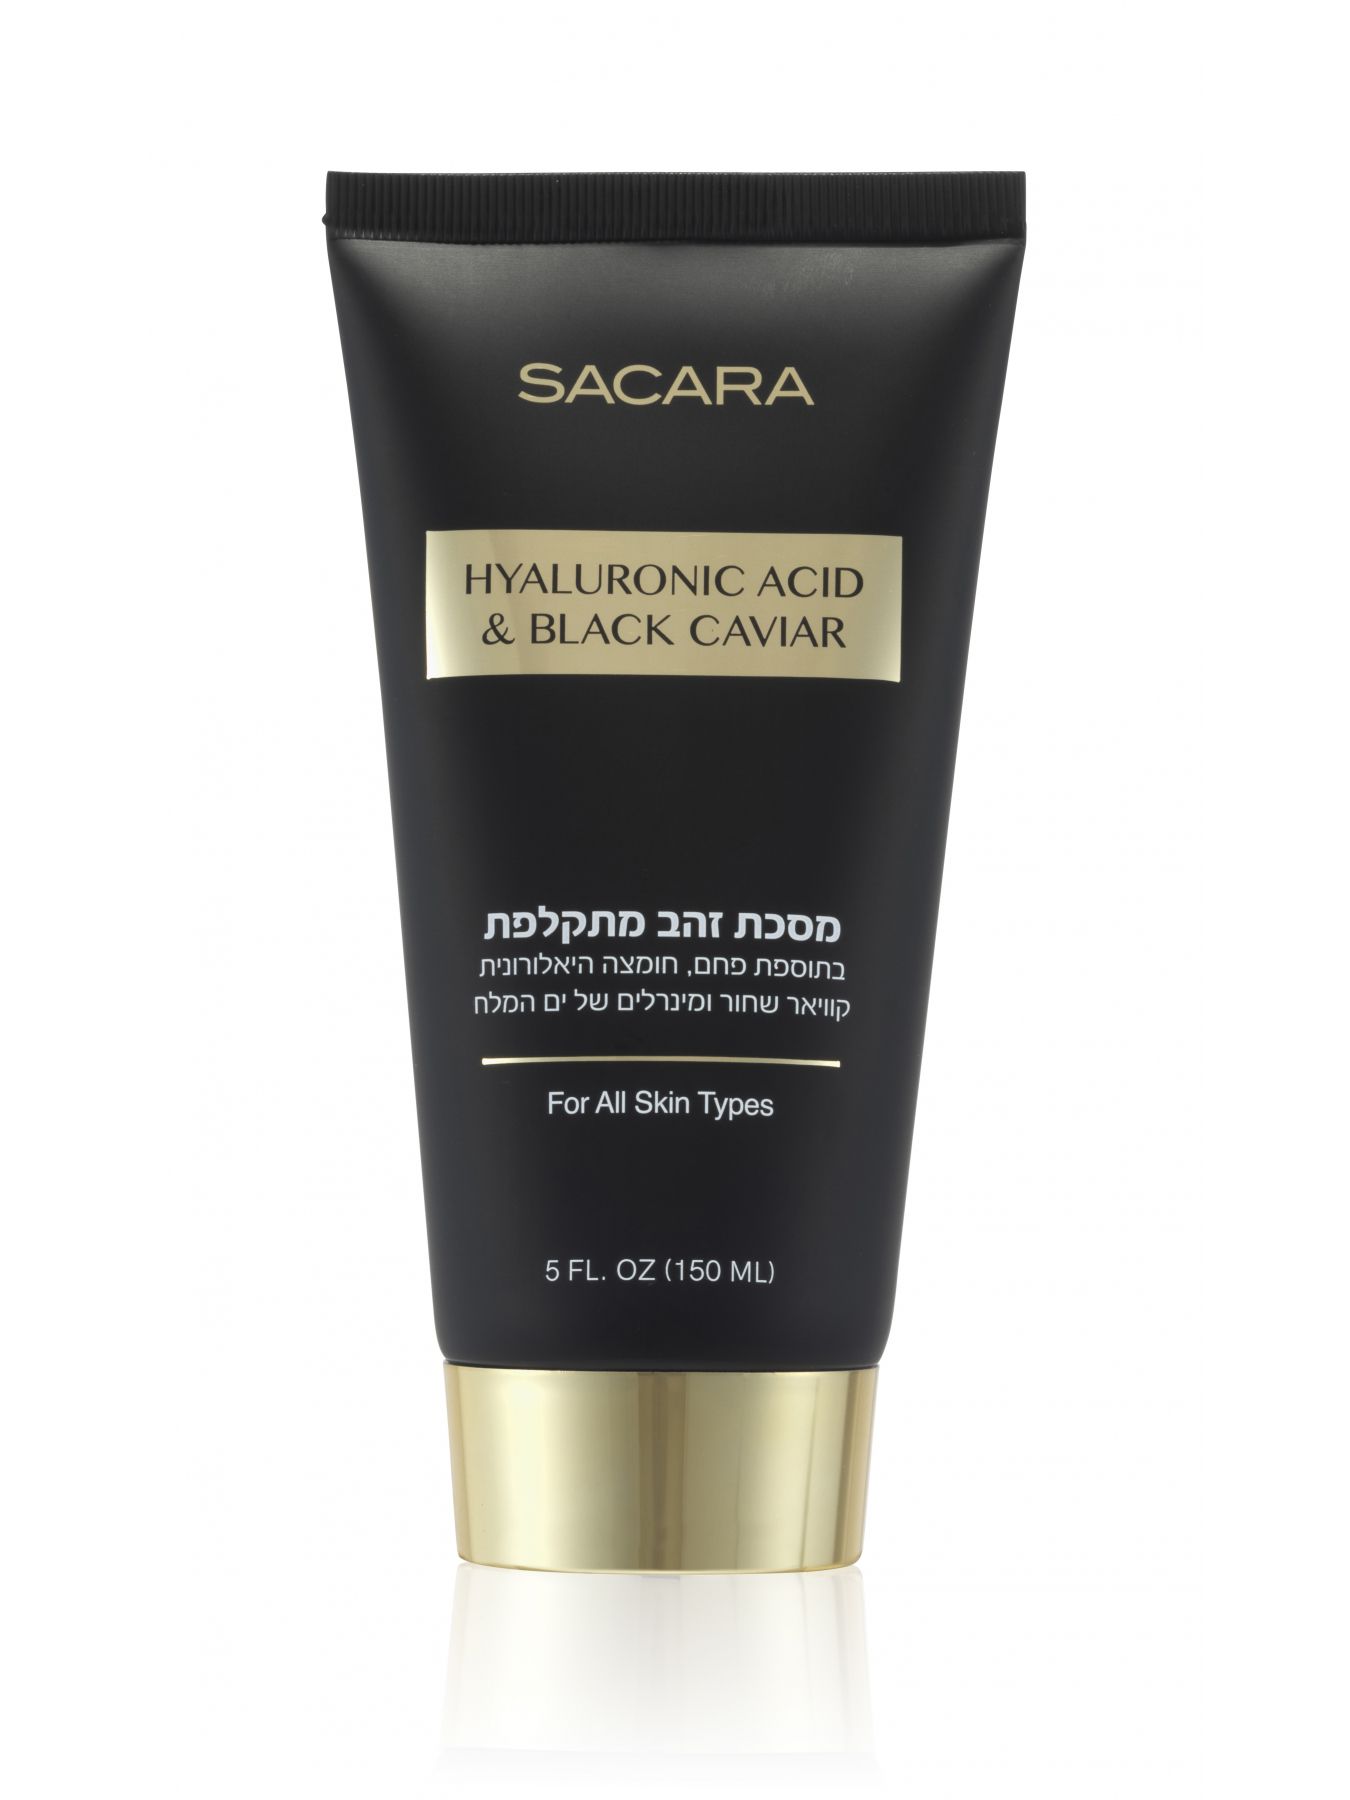 SACARA
HYALURONIC ACID
& BLACK CAVIAR
מסכת זהב מתקלפת
בתוספת פחם, חומצה היאלורונית
קוויאר שחור ומינרלים של ים המלח
For All Skin Types
5 FL. OZ (150 ML)